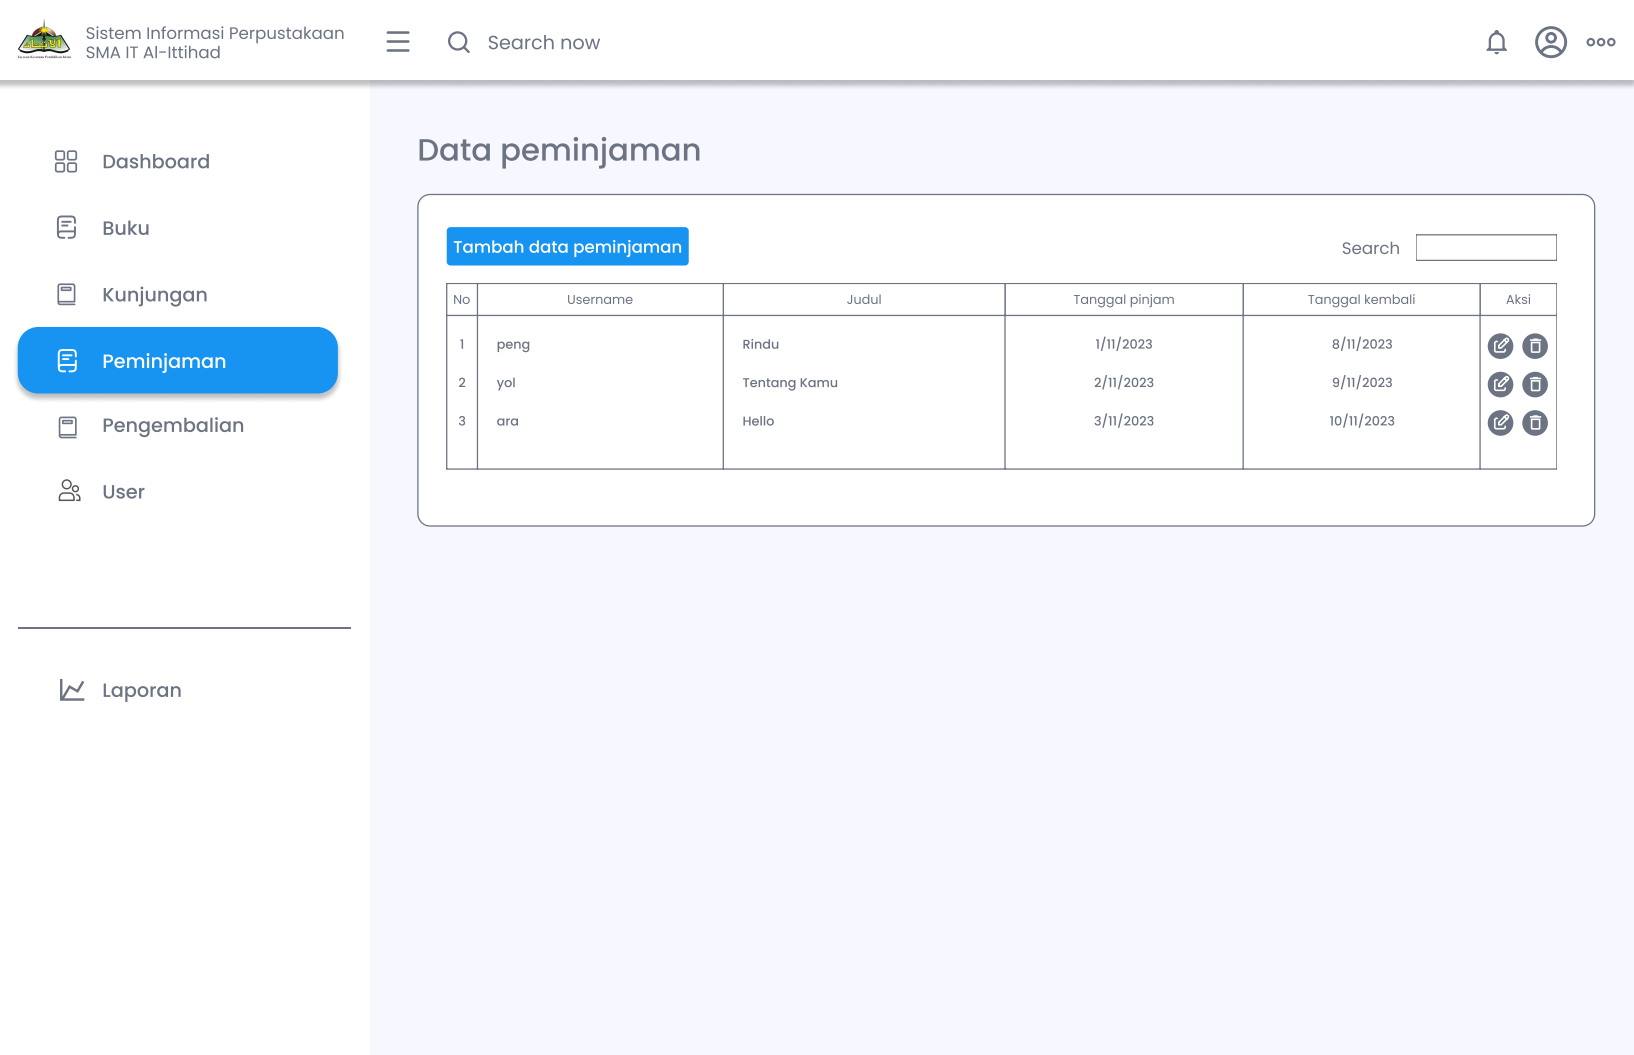 Sistem Informasi Perpustakaan
SMA IT Al-Ittihad
Search now
Dashboard
Buku
Kunjungan
Peminjaman
Pengembalian
User
Laporan
Data peminjaman
Tambah data peminjaman
Search
No Username Judul Tanggal pinjam Tanggal kembali Aksi
1 peng Rindu 1/11/2023 8/11/2023
2 yol Tentang Kamu 2/11/2023 9/11/2023
3 ara Hello 3/11/2023 10/11/2023